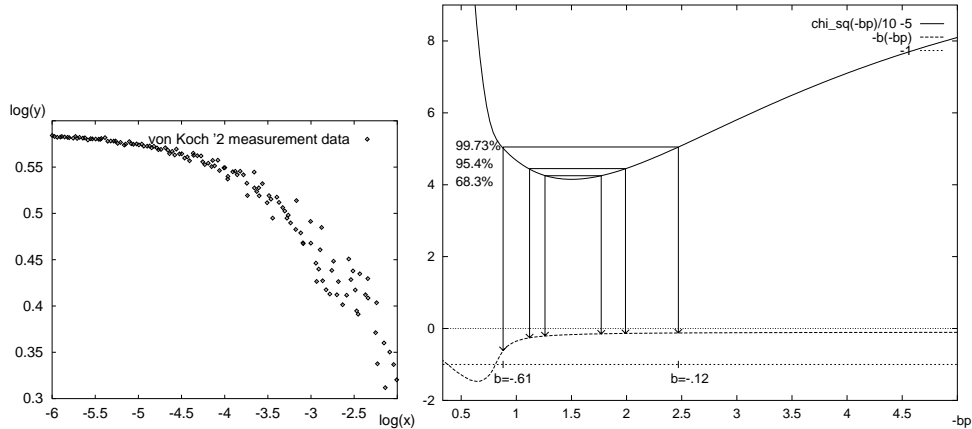 log(y)
von Koch '2 measurement data
0.55
0.5
0.45
0.4
0.35
0.3
-6 -5.5 -5 -4.5 -4 -3.5 -3 -2.5 -2
log(x)
chi_sq(-bp)/10 -5
-b(-bp)
-1
8
6
4
2
0
-2
99.73%
95.4%
68.3%
b=-.61 b=-.12
0.5 1 1.5 2 2.5 3 3.5 4 4.5 -bp